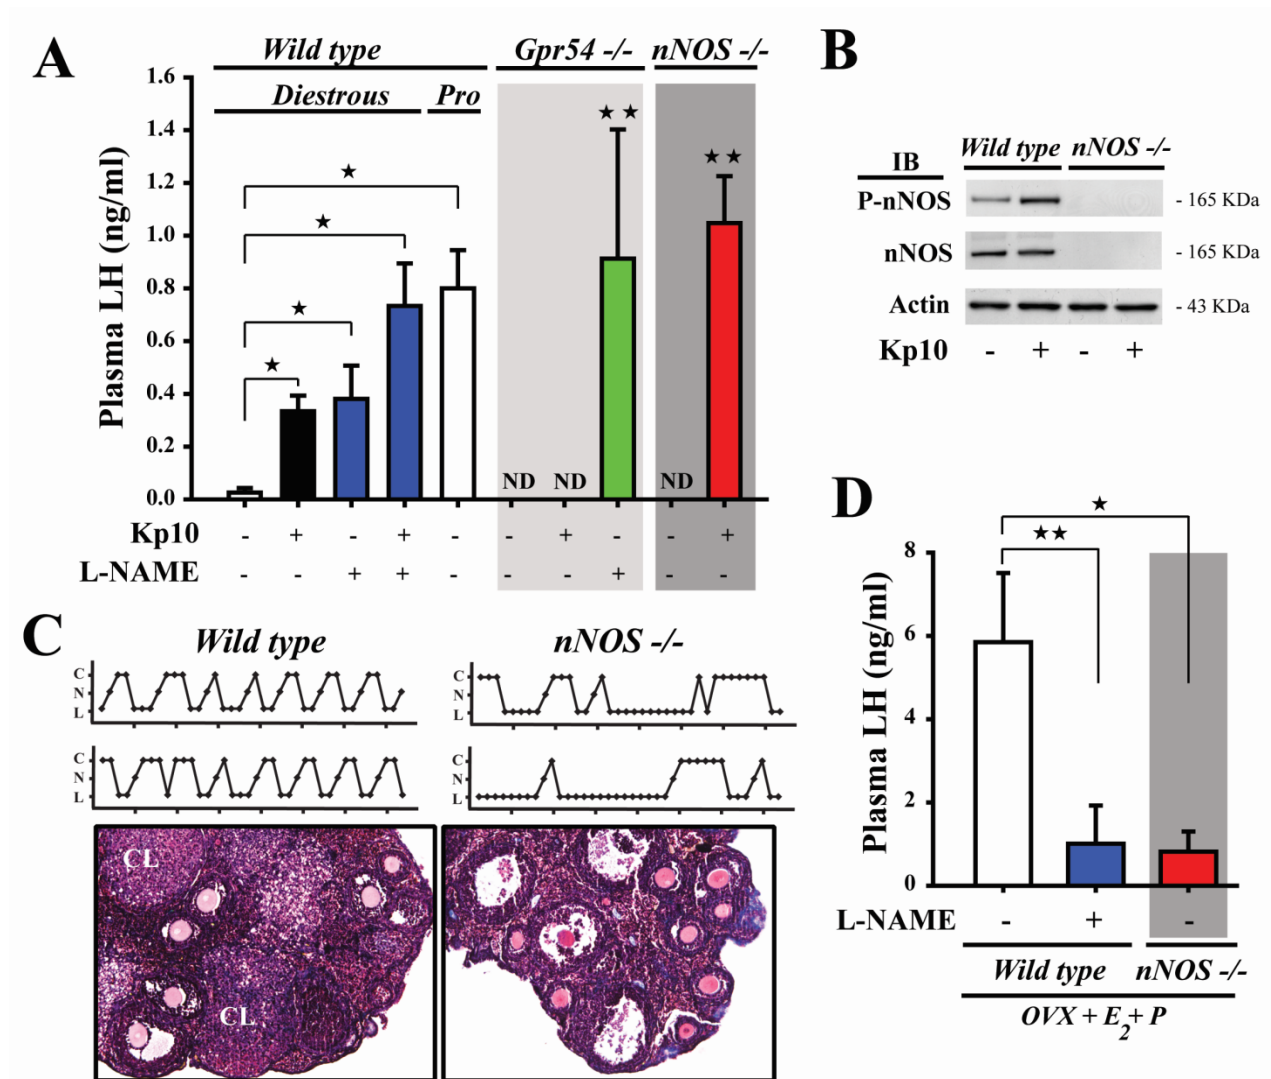 A
Wild type
Gpr54 -/-
nNOS -/-
Diestrous
Pro
Plasma LH (ng/ml)
1.6
1.4
1.2
1.0
0.8
0.6
0.4
0.2
0.0
★
★
★
★
★ ★
★★
ND
ND
ND
Kp10 - + - + - - + - - +
L-NAME - - + + - - - + - -
B
IB
Wild type
nNOS -/-
P-nNOS
- 165 KDa
nNOS
- 165 KDa
Actin
- 43 KDa
Kp10 - + - +
C
Wild type
nNOS -/-
C
N
L
C
N
L
C
N
L
C
N
L
CL
CL
D
★
★★
Plasma LH (ng/ml)
8
6
4
2
0
L-NAME - + -
Wild type
nNOS -/-
OVX + E2+ P